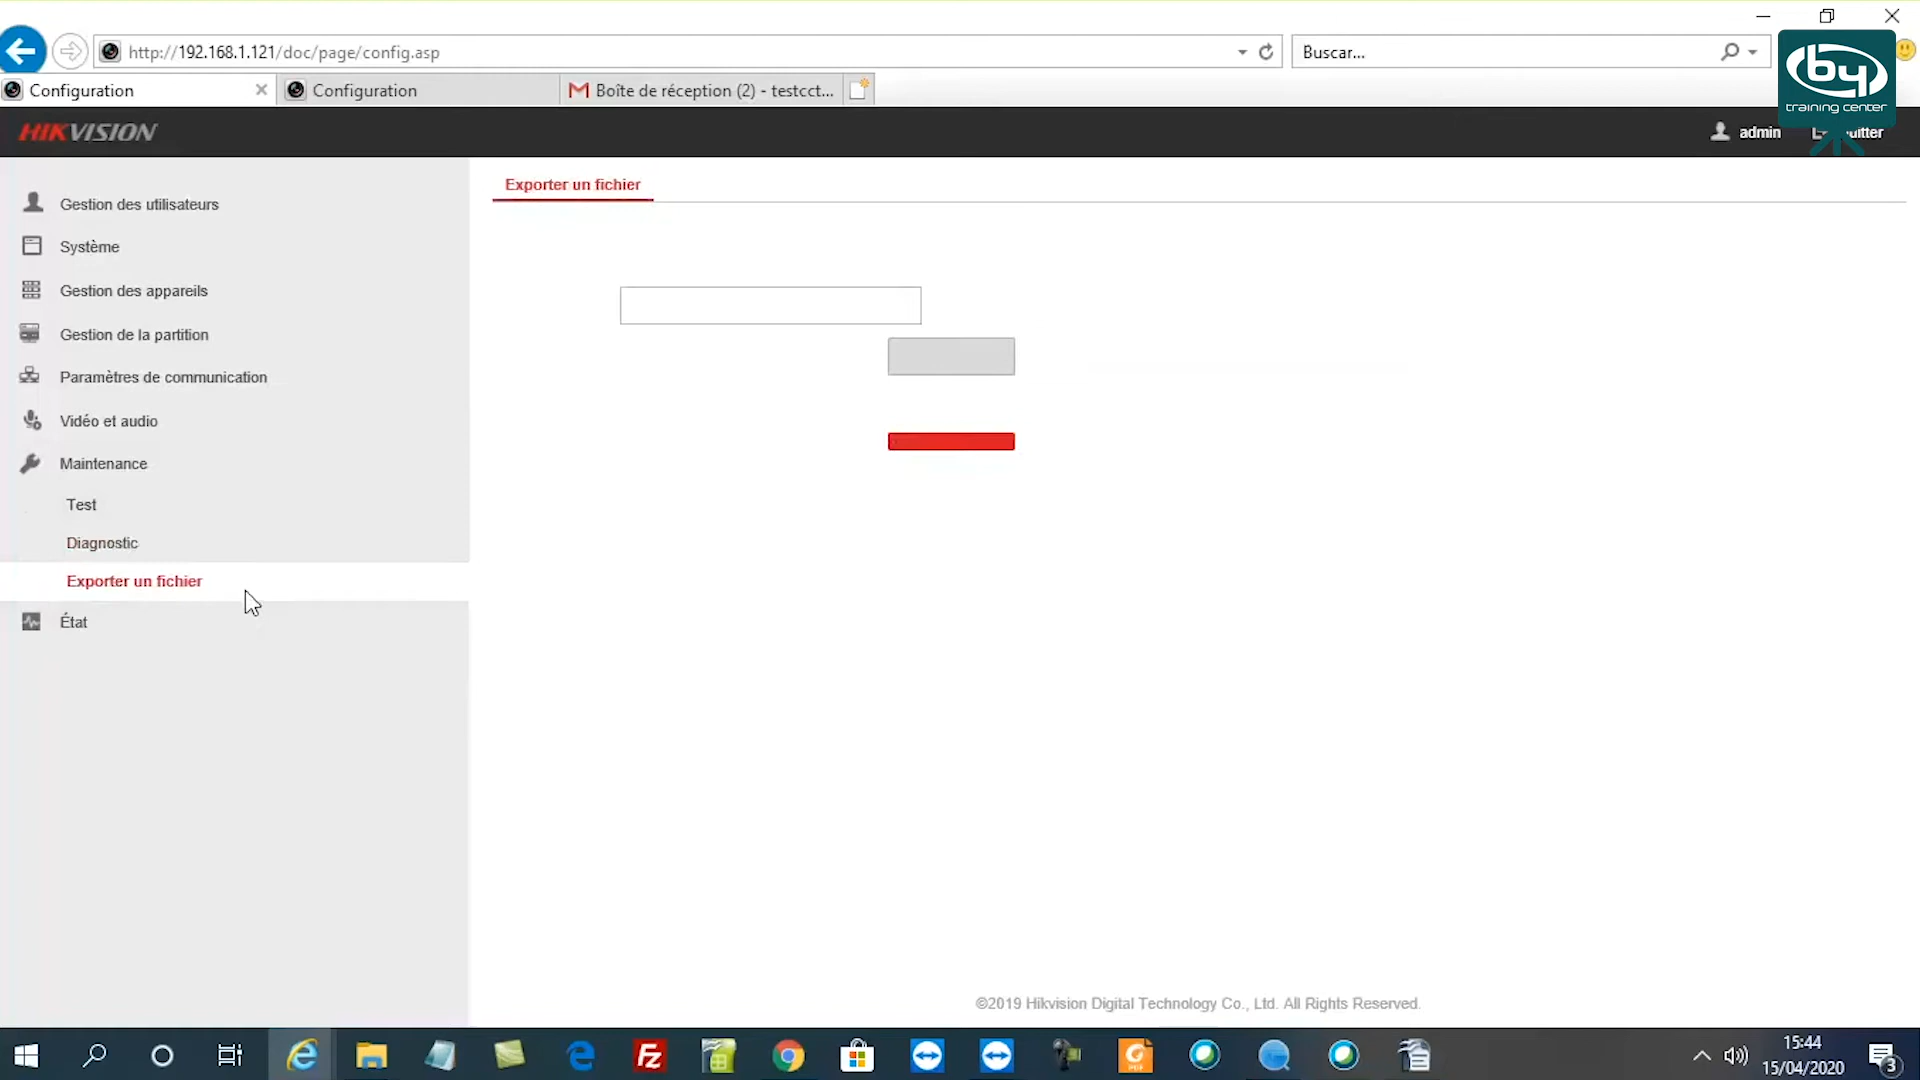 http://192.168.1.121/doc/page/config.asp
Buscar...
by
training center
Configuration
Configuration
Boîte de réception (2) - testcct...
HIKVISION
admin
Exporter un fichier
Gestion des utilisateurs
Système
Gestion des appareils
Gestion de la partition
Paramètres de communication
Vidéo et audio
Maintenance
Test
Diagnostic
Exporter un fichier
État
©2019 Hikvision Digital Technology Co., Ltd. All Rights Reserved.
15:44
15/04/2020
3